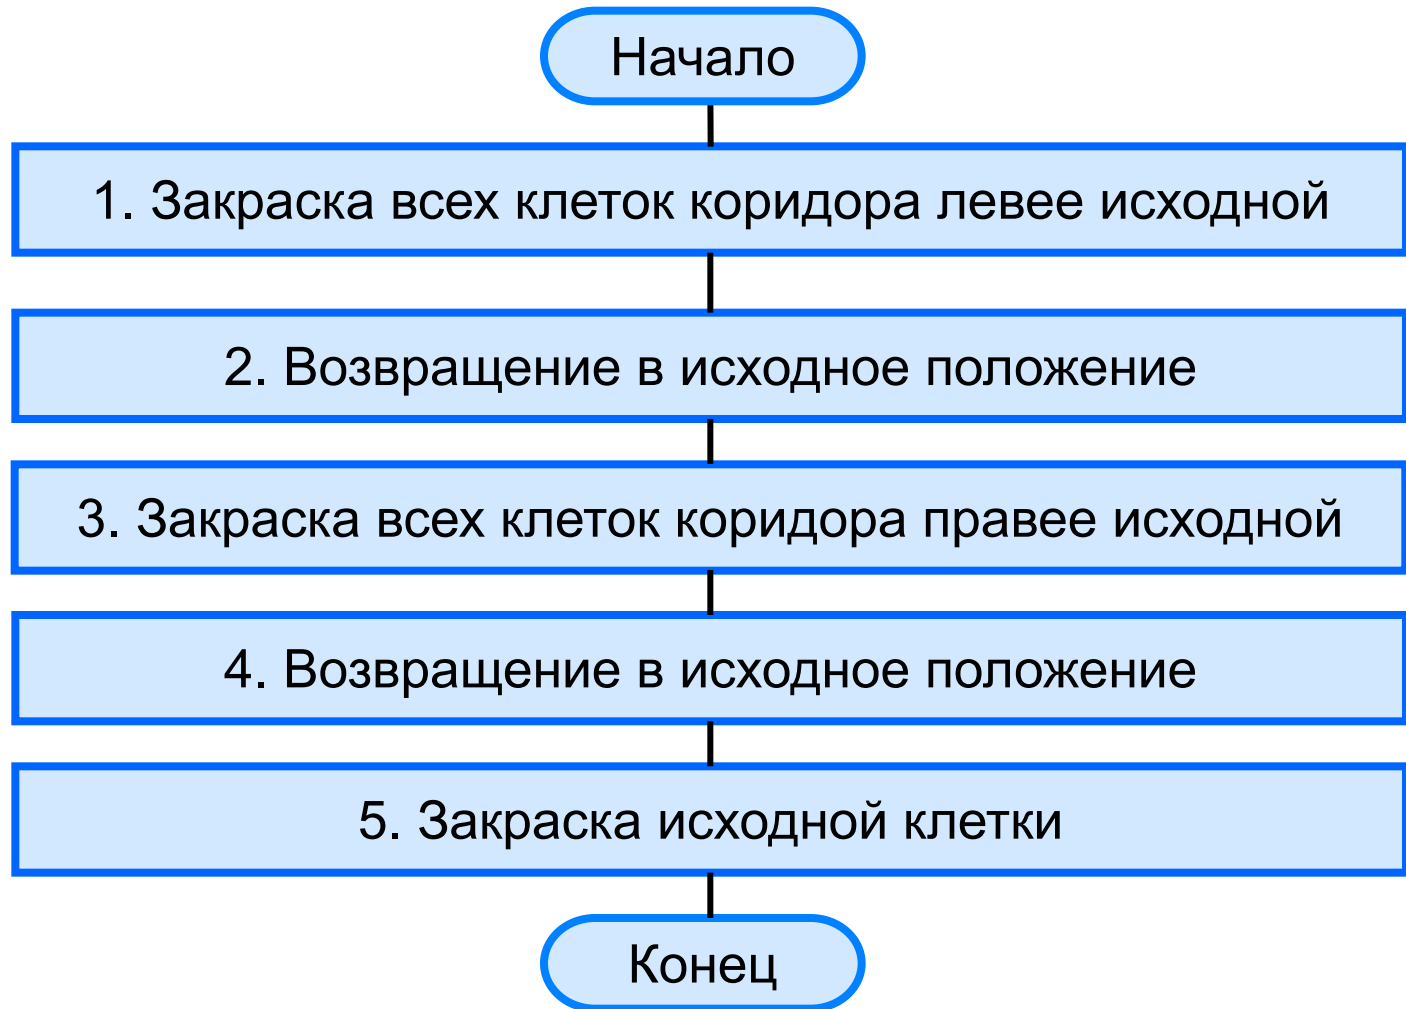 Начало
1. Закраска всех клеток коридора левее исходной
2. Возвращение в исходное положение
3. Закраска всех клеток коридора правее исходной
4. Возвращение в исходное положение
5. Закраска исходной клетки
Конец